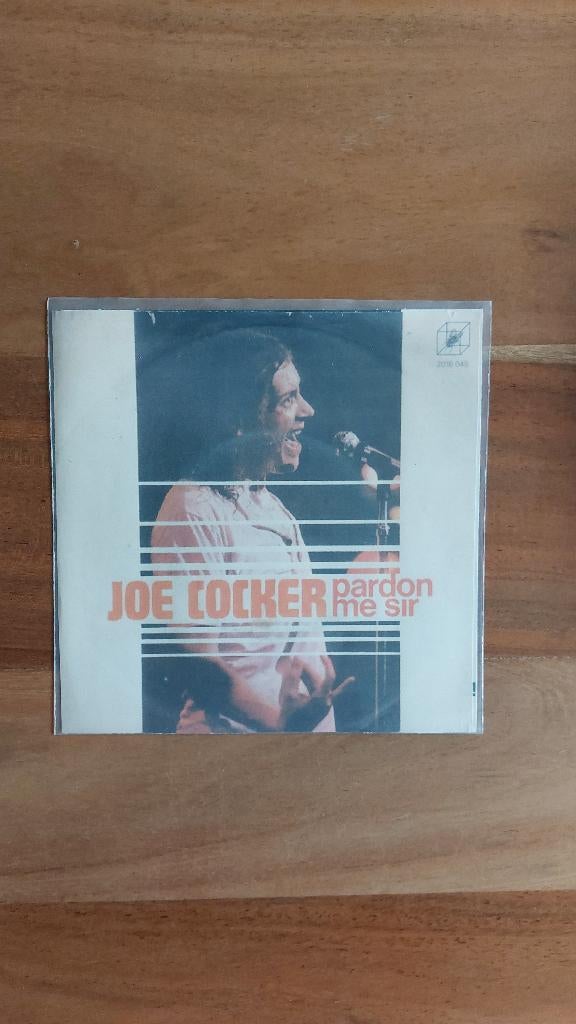 2016 045
JOE COCKER
pardon
me sir